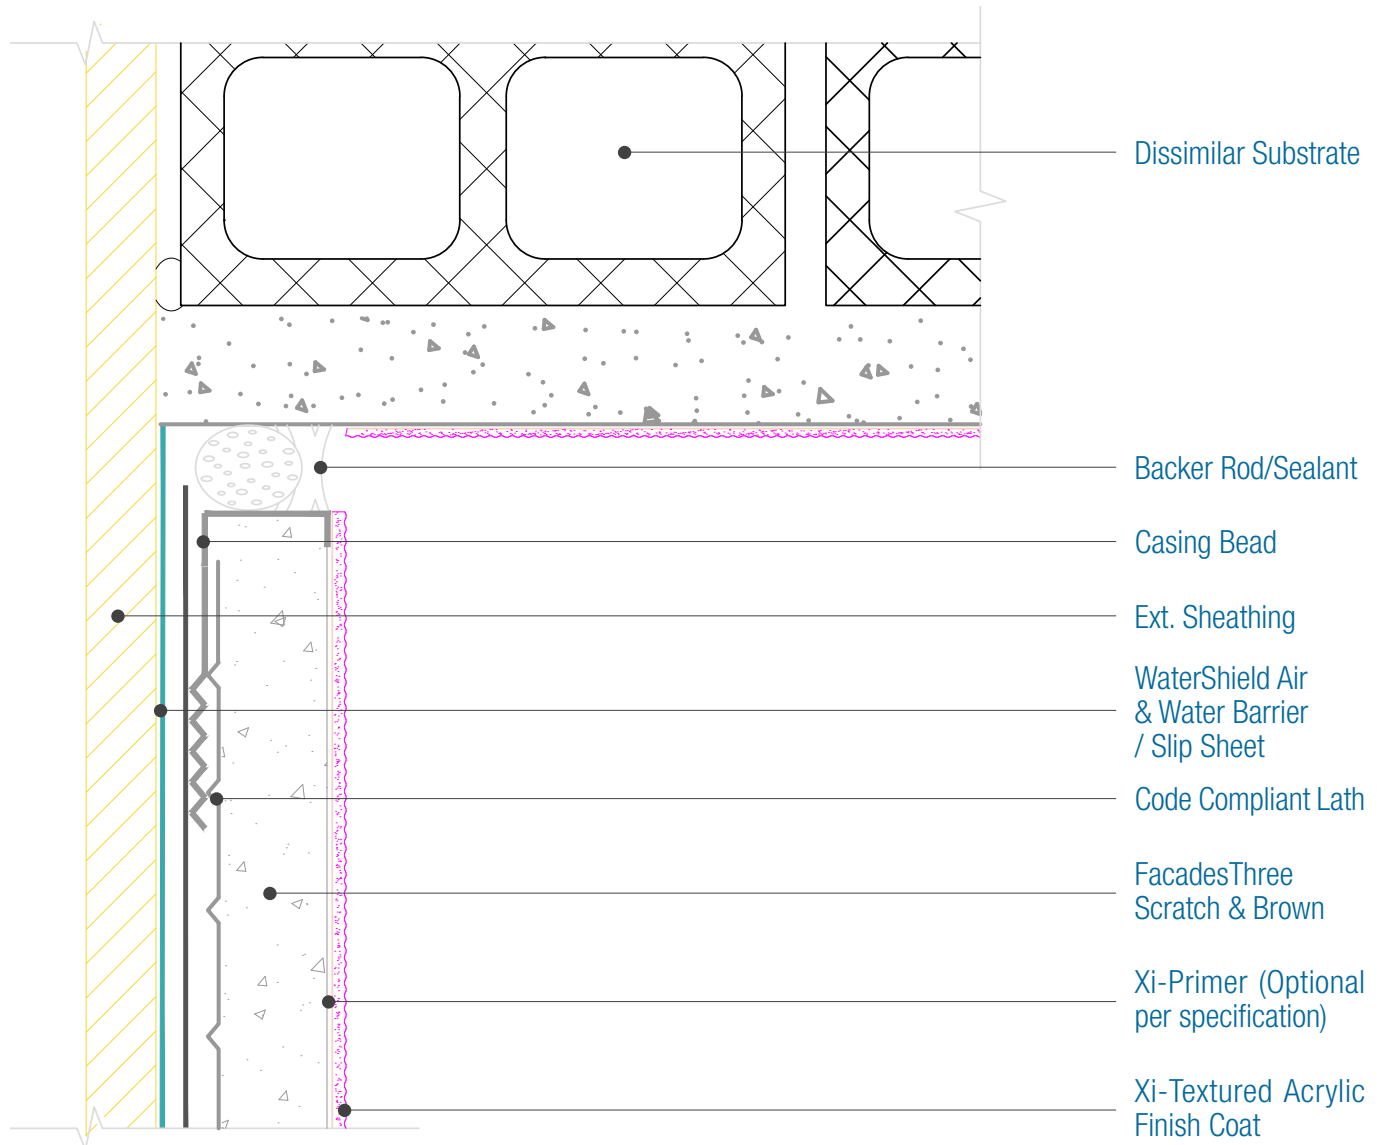 Dissimilar Substrate
Backer Rod/Sealant
Casing Bead
Ext. Sheathing
WaterShield Air
& Water Barrier
/ Slip Sheet
Code Compliant Lath
FacadesThree
Scratch & Brown
Xi-Primer (Optional
per specification)
Xi-Textured Acrylic
Finish Coat